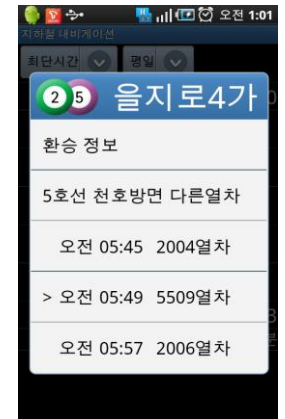 오전 1:01
지하철 내비게이션
최단시간 평일
2 5 을지로4가
환승 정보
5호선 천호방면 다른열차
오전 05:45 2004열차
> 오전 05:49 5509열차
오전 05:57 2006열차